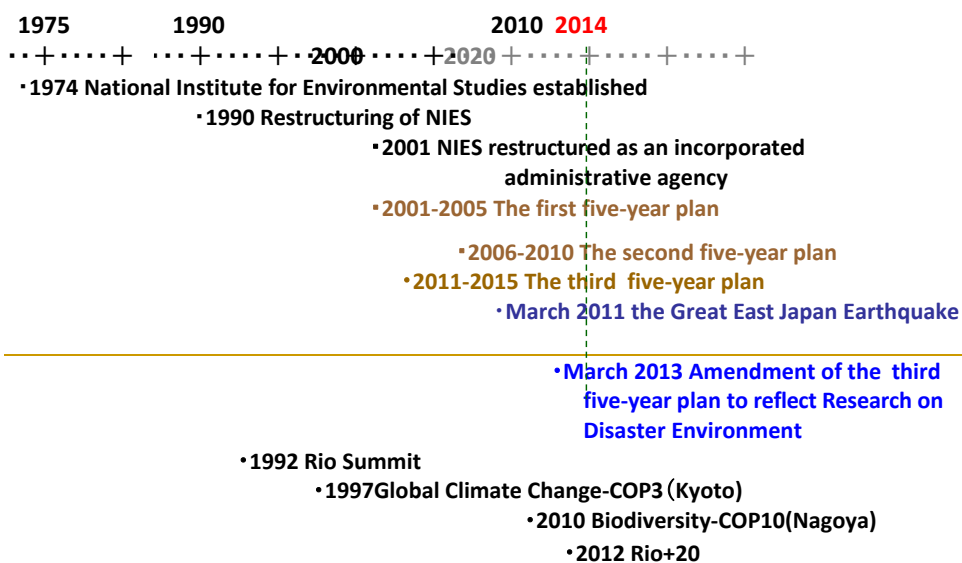 1975 1990 2010 2014
2000 2020
・1974 National Institute for Environmental Studies established
・1990 Restructuring of NIES
・2001 NIES restructured as an incorporated
administrative agency
・2001-2005 The first five-year plan
・2006-2010 The second five-year plan
・2011-2015 The third five-year plan
・March 2011 the Great East Japan Earthquake
・March 2013 Amendment of the third
five-year plan to reflect Research on
Disaster Environment
・1992 Rio Summit
・1997Global Climate Change-COP3（Kyoto)
・2010 Biodiversity-COP10(Nagoya)
・2012 Rio+20